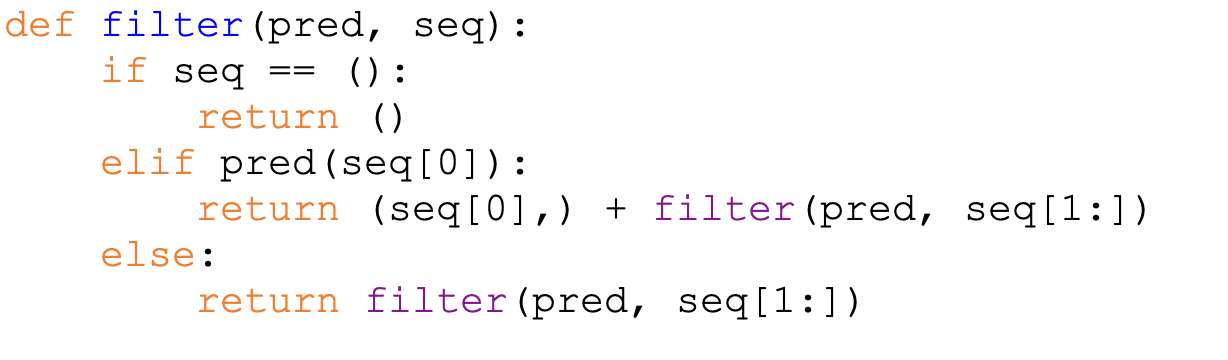 def filter(pred, seq):
    if seq == ():
        return ()
    elif pred(seq[0]):
        return (seq[0],) + filter(pred, seq[1:])
    else:
        return filter(pred, seq[1:])